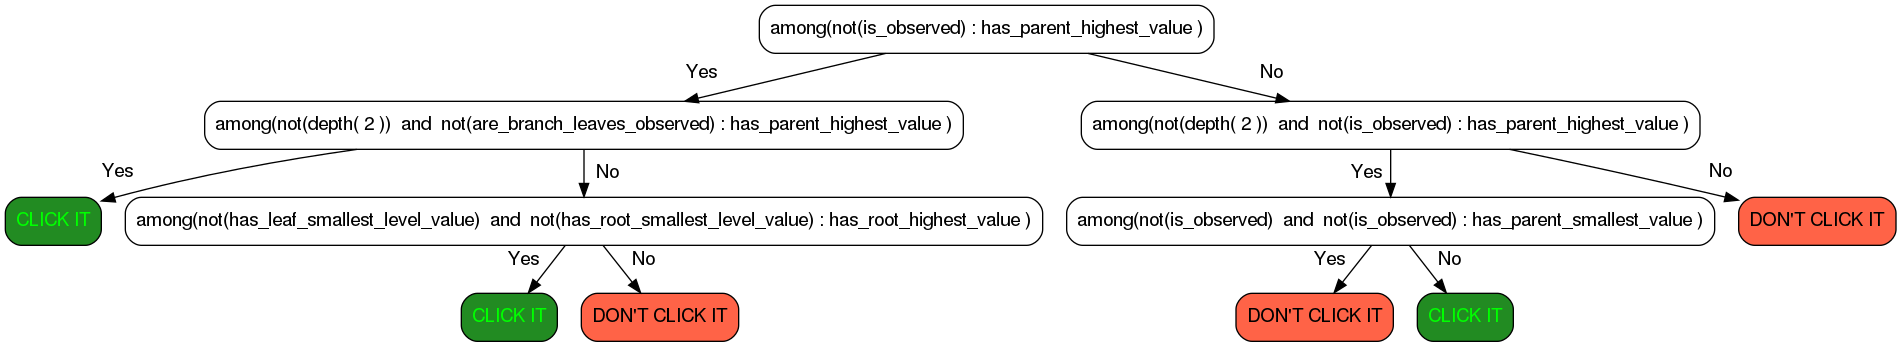 among(not(is_observed) : has_parent_highest_value )
Yes
No
among(not(depth( 2 )) and not(are_branch_leaves_observed) : has_parent_highest_value )
among(not(depth( 2 )) and not(is_observed) : has_parent_highest_value )
Yes
No
Yes
No
CLICK IT
among(not(has_leaf_smallest_level_value) and not(has_root_smallest_level_value) : has_root_highest_value )
among(not(is_observed) and not(is_observed) : has_parent_smallest_value )
DON'T CLICK IT
Yes
No
Yes
No
CLICK IT
DON'T CLICK IT
DON'T CLICK IT
CLICK IT